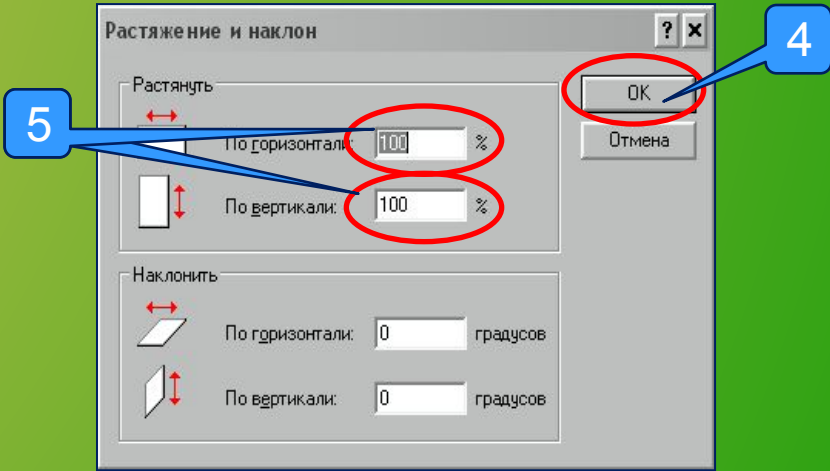 Растяжение и наклон
4
Растянуть
OK
5
По горизонтали: 100 %
Отмена
По вертикали: 100 %
Наклонить
По горизонтали: 0 градусов
По вертикали: 0 градусов